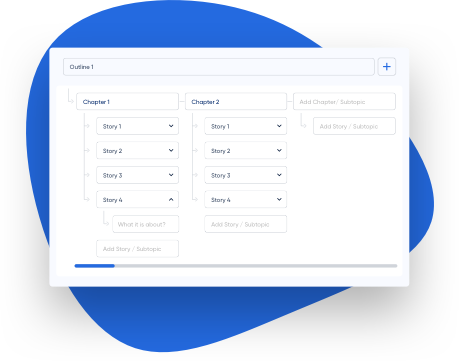 Outline 1
Chapter 1
Chapter 2
Add Chapter/ Subtopic
Story 1
Story 1
Add Story / Subtopic
Story 2
Story 2
Story 3
Story 3
Story 4
Story 4
What it is about?
Add Story / Subtopic
Add Story / Subtopic